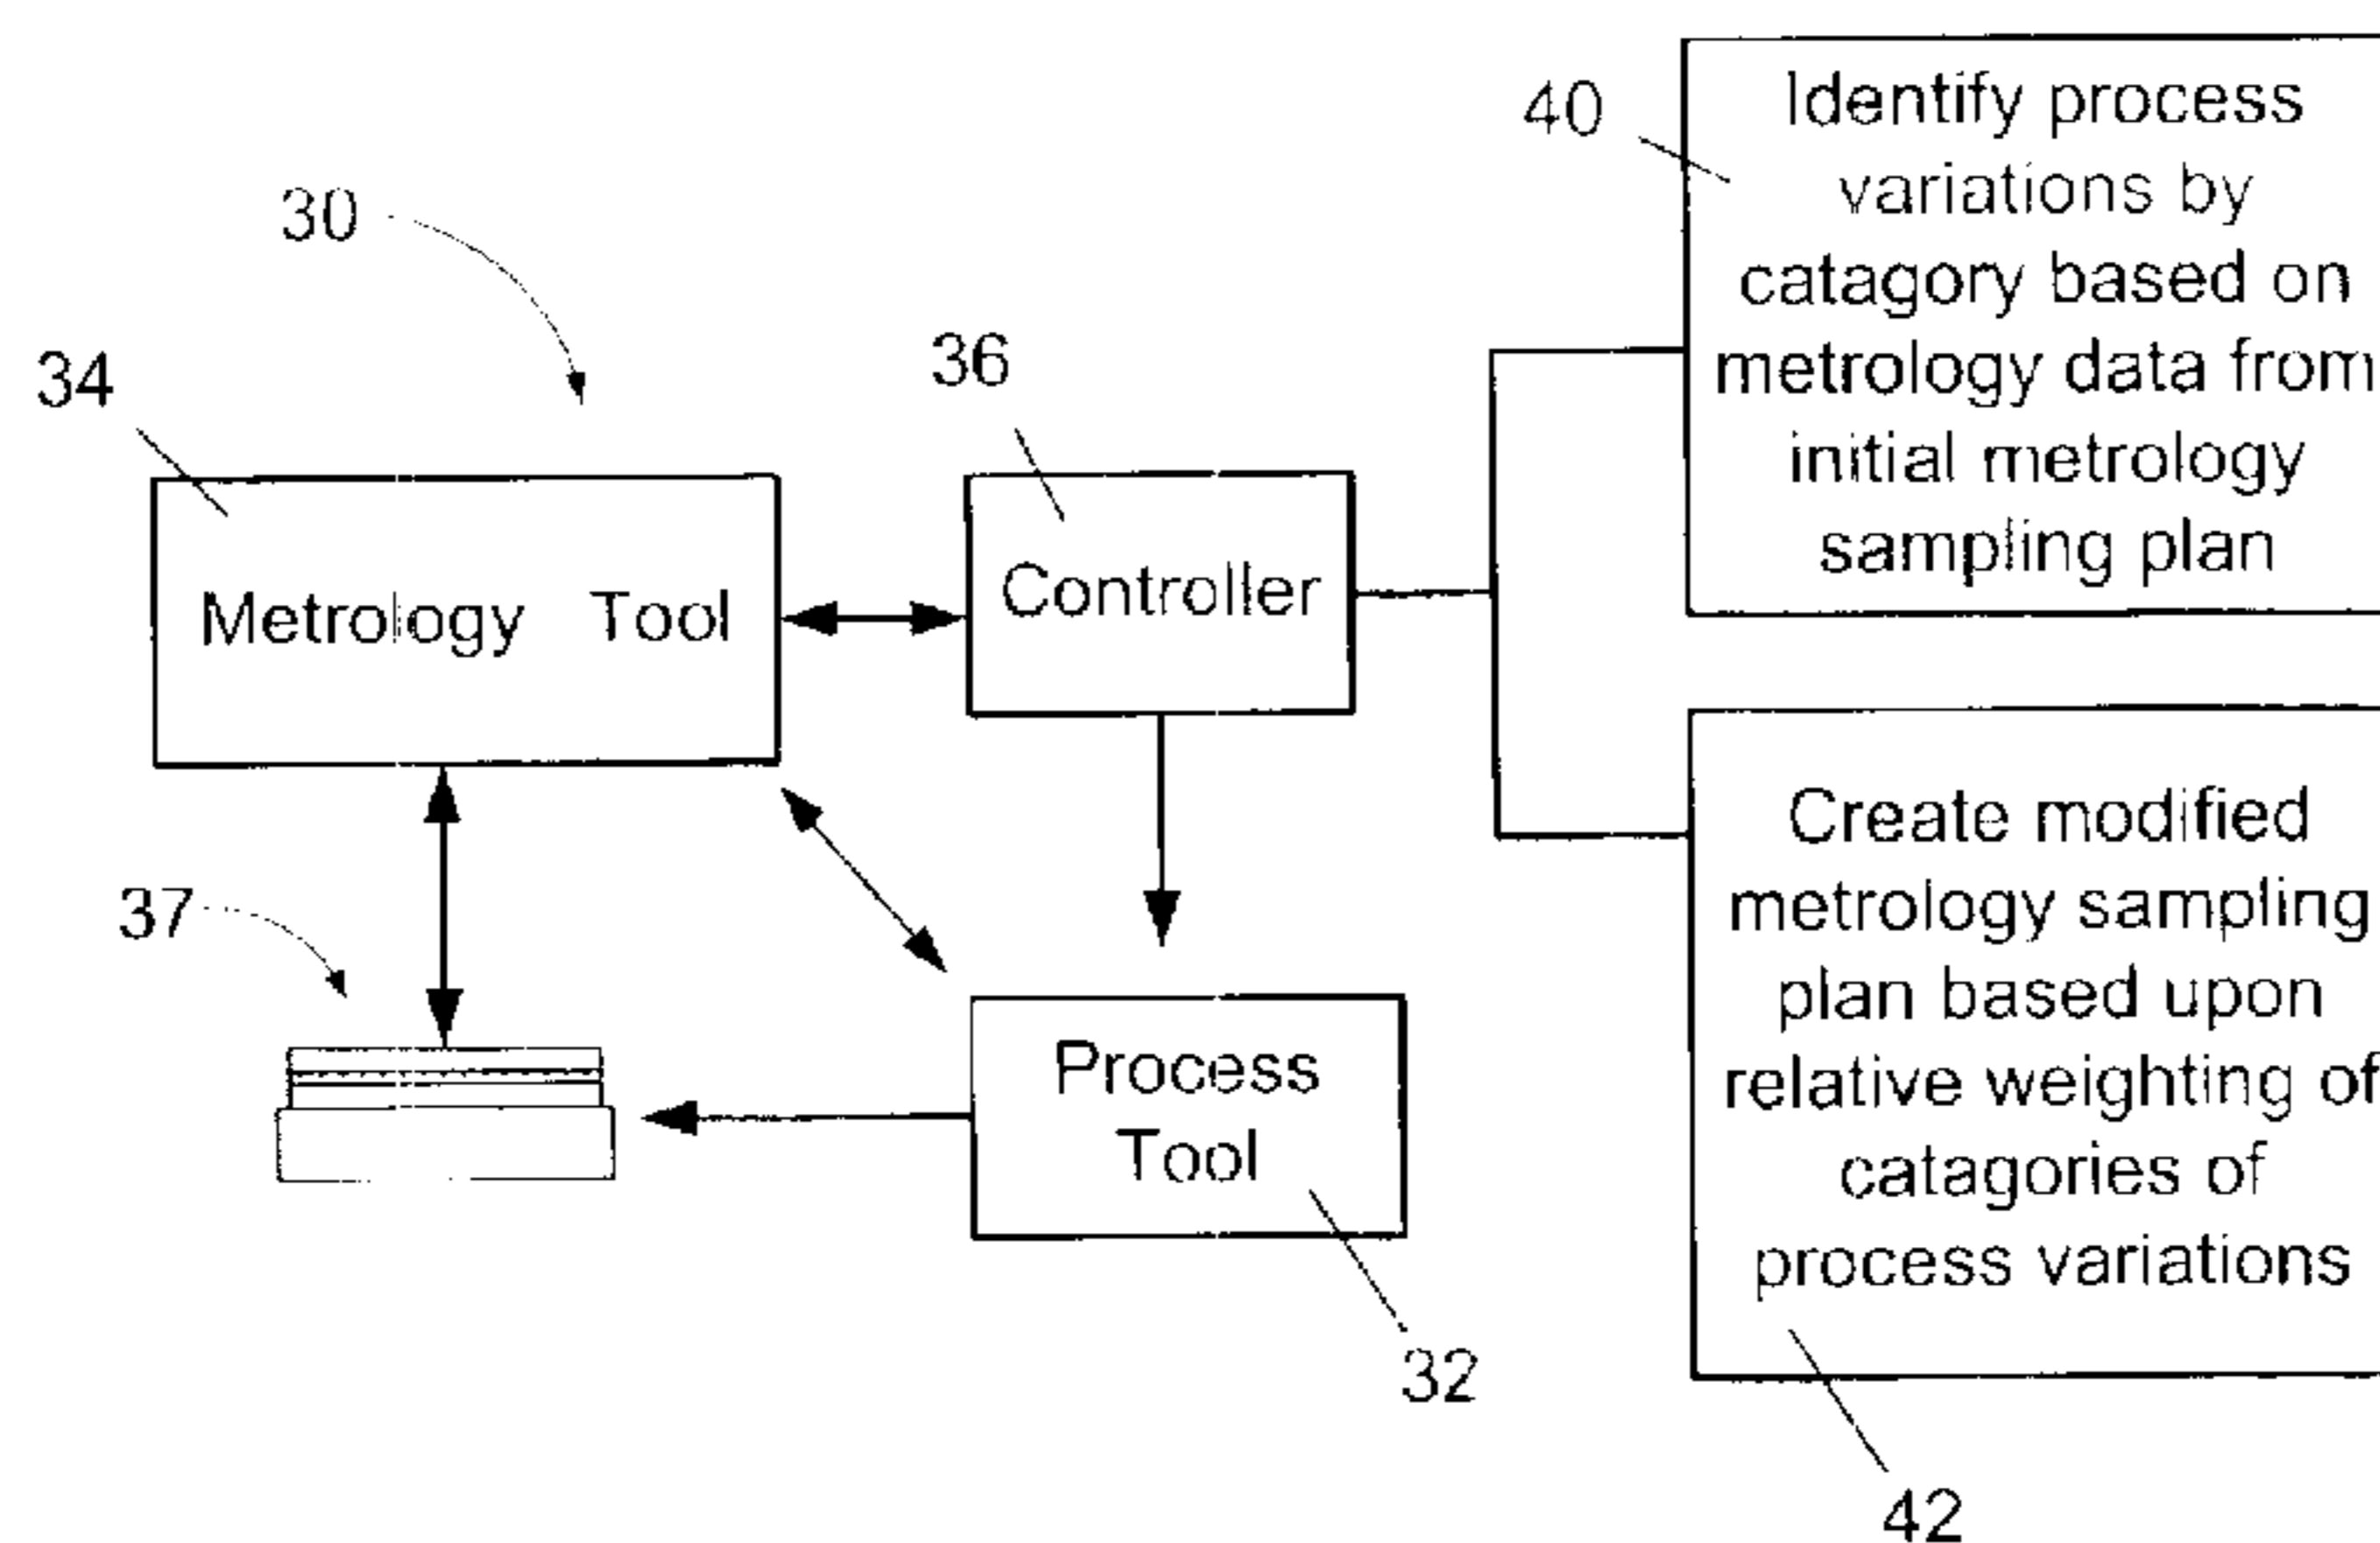 40
Identify process
variations by
catagory based on
metrology data from
initial metrology
sampling plan
30
34
36
Metrology Tool
Controller
37
Process
Tool
32
Create modified
metrology sampling
plan based upon
relative weighting of
catagories of
process variations
42